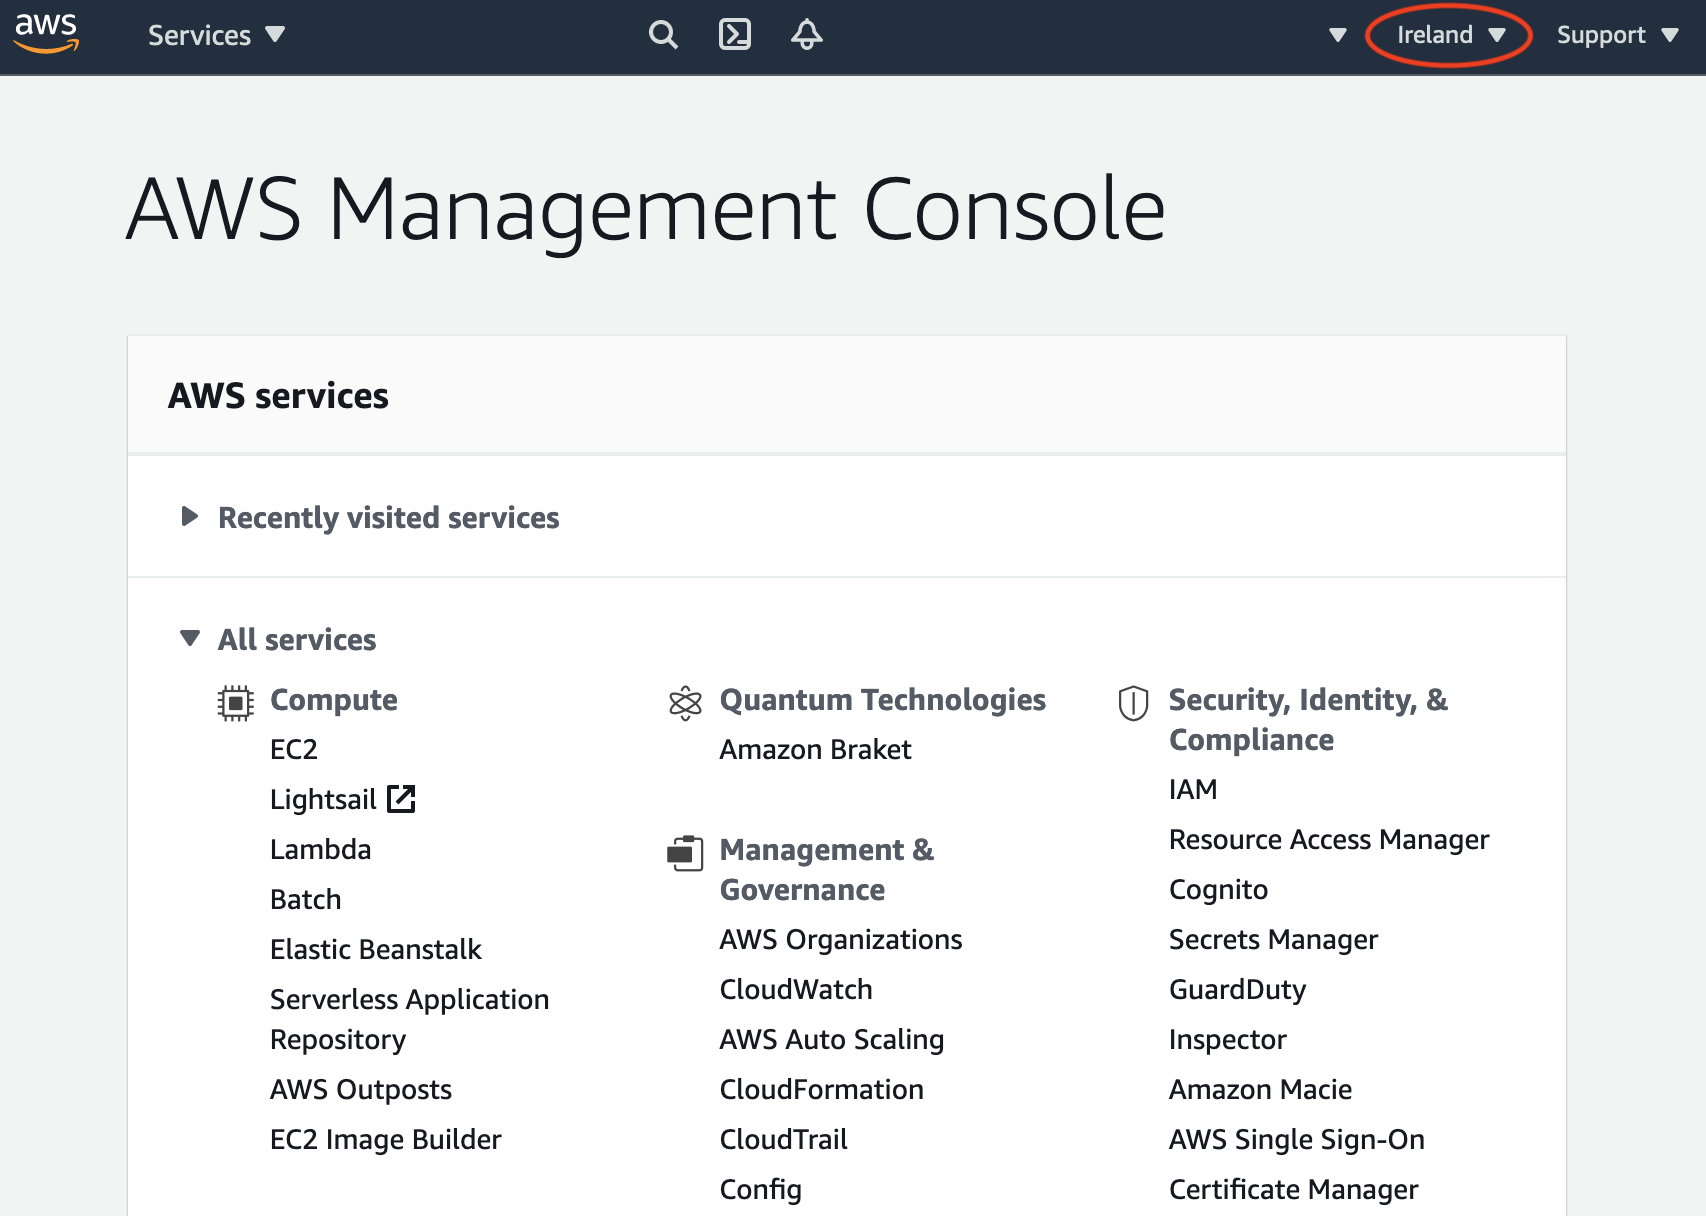 aws
Services
Ireland
Support
AWS Management Console
AWS services
Recently visited services
All services
Compute
EC2
Lightsail
Lambda
Batch
Elastic Beanstalk
Serverless Application
Repository
AWS Outposts
EC2 Image Builder
Quantum Technologies
Amazon Braket
Management &
Governance
AWS Organizations
CloudWatch
AWS Auto Scaling
CloudFormation
CloudTrail
Config
Security, Identity, &
Compliance
IAM
Resource Access Manager
Cognito
Secrets Manager
GuardDuty
Inspector
Amazon Macie
AWS Single Sign-On
Certificate Manager